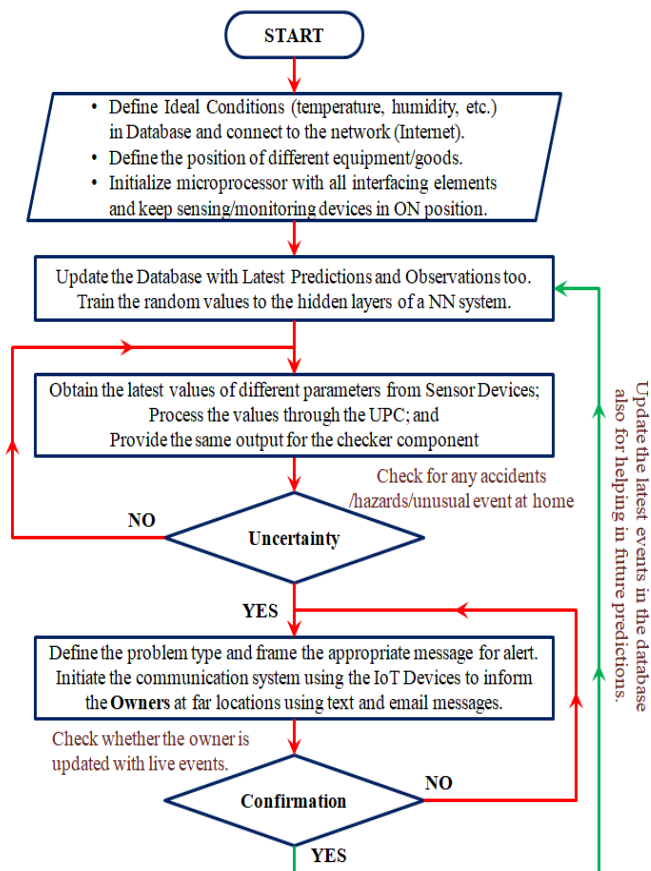 START
• Define Ideal Conditions (temperature, humidity, etc.)
in Database and connect to the network (Internet).
• Define the position of different equipment/goods.
• Initialize microprocessor with all interfacing elements
and keep sensing/monitoring devices in ON position.
Update the Database with Latest Predictions and Observations too.
Train the random values to the hidden layers of a NN system.
Obtain the latest values of different parameters from Sensor Devices;
Process the values through the UPC; and
Provide the same output for the checker component
Check for any accidents
/hazards/unusual event at home
NO
Uncertainty
YES
Define the problem type and frame the appropriate message for alert.
Initiate the communication system using the IoT Devices to inform
the Owners at far locations using text and email messages.
Check whether the owner is
updated with live events.
NO
Confirmation
YES
Update the latest events in the database
also for helping in future predictions.